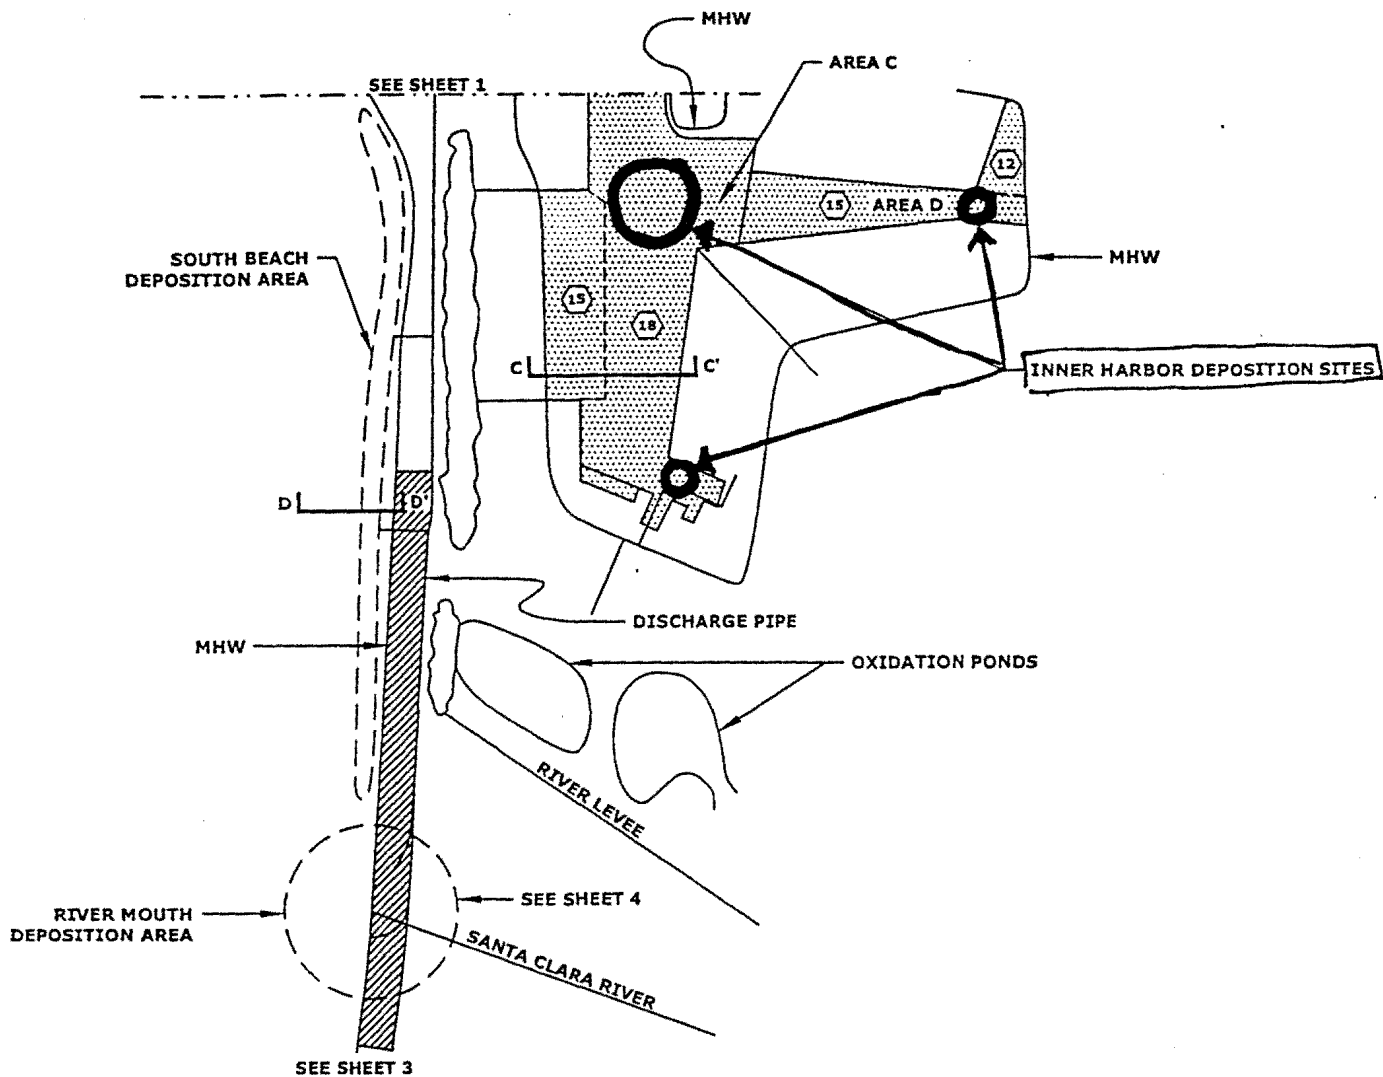 MHW
AREA C
SEE SHEET 1
12
15 AREA D
SOUTH BEACH
DEPOSITION AREA
MHW
15
18
C C'
INNER HARBOR DEPOSITION SITES
D D'
DISCHARGE PIPE
MHW
OXIDATION PONDS
RIVER LEVEE
SEE SHEET 4
RIVER MOUTH
DEPOSITION AREA
SANTA CLARA RIVER
SEE SHEET 3